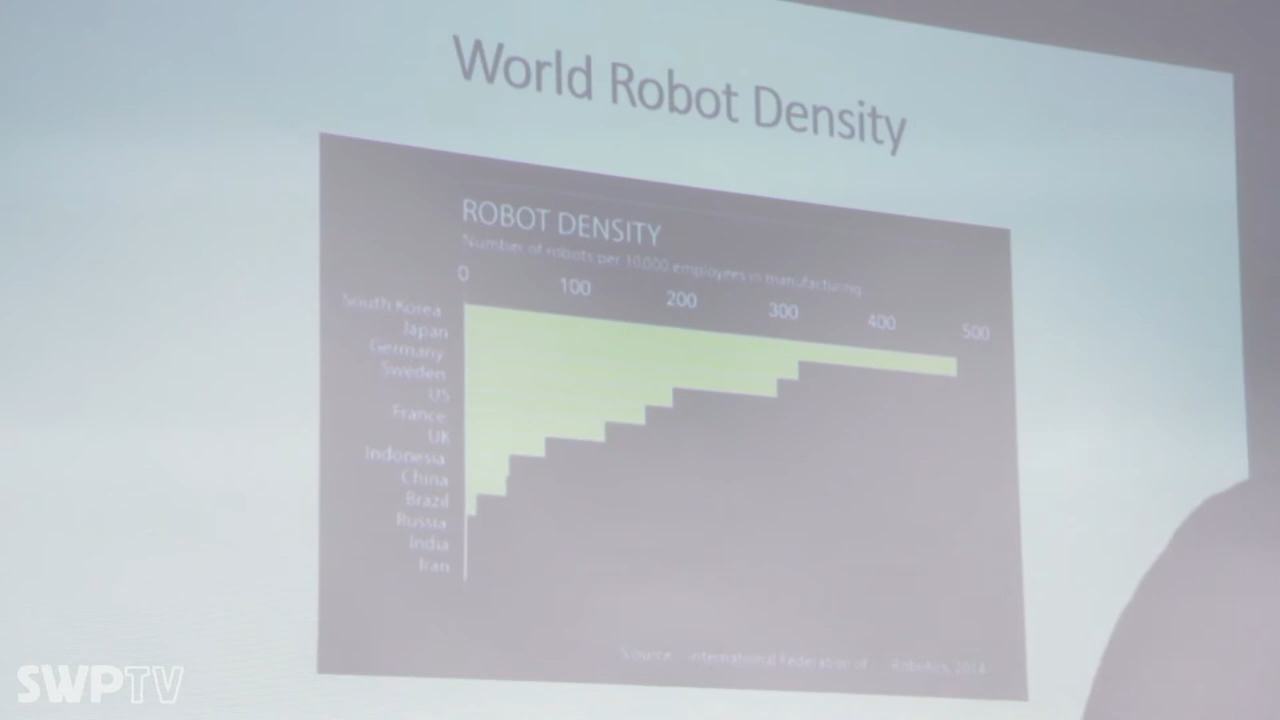 World Robot Density
ROBOT DENSITY
Number of robots per 10,000 employees in manufacturing
0 100 200 300 400 500
South Korea
Japan
Germany
Sweden
US
France
UK
Indonesia
China
Brazil
Russia
India
Iran
Source International Federation of Robotics, 2014
SWPTV